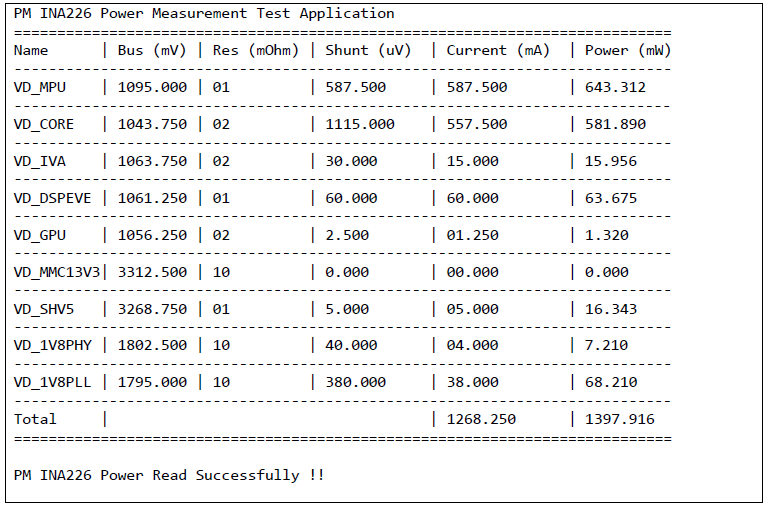 PM INA226 Power Measurement Test Application
============================================================================
Name      | Bus (mV) | Res (mOhm) | Shunt (uV)  | Current (mA)  | Power (mW)
----------------------------------------------------------------------------
VD_MPU    | 1095.000 | 01         | 587.500     | 587.500       | 643.312
----------------------------------------------------------------------------
VD_CORE   | 1043.750 | 02         | 1115.000    | 557.500       | 581.890
----------------------------------------------------------------------------
VD_IVA    | 1063.750 | 02         | 30.000      | 15.000        | 15.956
----------------------------------------------------------------------------
VD_DSPEVE | 1061.250 | 01         | 60.000      | 60.000        | 63.675
----------------------------------------------------------------------------
VD_GPU    | 1056.250 | 02         | 2.500       | 01.250        | 1.320
----------------------------------------------------------------------------
VD_MMC13V3| 3312.500 | 10         | 0.000       | 00.000        | 0.000
----------------------------------------------------------------------------
VD_SHV5   | 3268.750 | 01         | 5.000       | 05.000        | 16.343
----------------------------------------------------------------------------
VD_1V8PHY | 1802.500 | 10         | 40.000      | 04.000        | 7.210
----------------------------------------------------------------------------
VD_1V8PLL | 1795.000 | 10         | 380.000     | 38.000        | 68.210
----------------------------------------------------------------------------
Total     |                                     | 1268.250      | 1397.916
============================================================================
PM INA226 Power Read Successfully !!